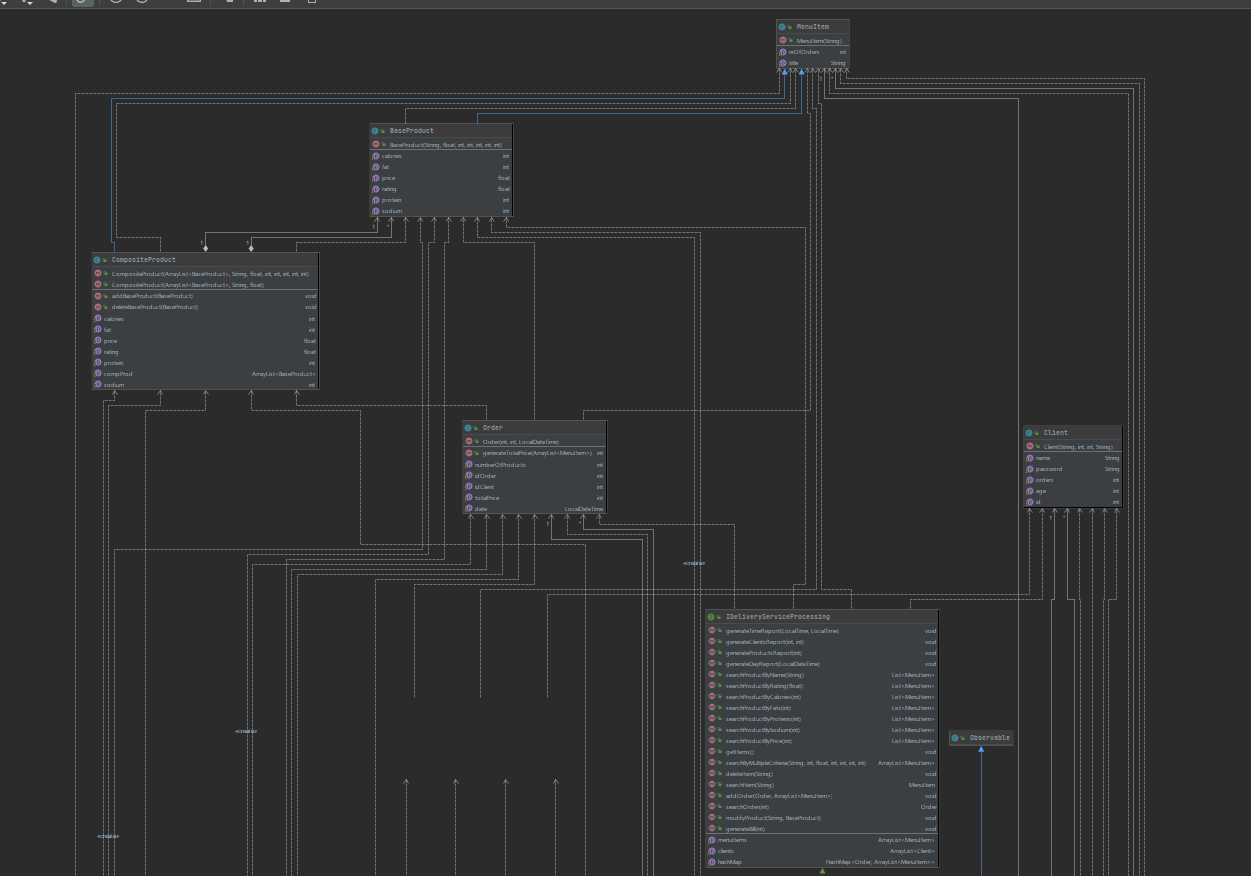 MenuItem
MenuItem(String)
nrOfOrders int
title String
BaseProduct
BaseProduct(String, float, int, int, int, int, int)
calories int
fat int
price float
rating float
protein int
sodium int
1
1
1
CompositeProduct
CompositeProduct(ArrayList<BaseProduct>, String, float, int, int, int, int, int)
CompositeProduct(ArrayList<BaseProduct>, String, float)
addBaseProduct(BaseProduct) void
deleteBaseProduct(BaseProduct) void
calories int
fat int
price float
rating float
protein int
compProd ArrayList<BaseProduct>
sodium int
Order
Order(int, int, LocalDateTime)
generateTotalPrice(ArrayList<MenuItem>) int
numberOfProducts int
idOrder int
idClient int
totalPrice int
date LocalDateTime
1
Client
Client(String, int, int, String)
name String
password String
orders int
age int
id int
1
«create»
IDeliveryServiceProcessing
generateTimeReport(LocalTime, LocalTime) void
generateClientsReport(int, int) void
generateProductsReport(int) void
generateDayReport(LocalDateTime) void
searchProductByName(String) List<MenuItem>
searchProductByRating(float) List<MenuItem>
searchProductByCalories(int) List<MenuItem>
searchProductByFats(int) List<MenuItem>
searchProductByProteins(int) List<MenuItem>
searchProductBySodium(int) List<MenuItem>
searchProductByPrice(int) List<MenuItem>
getItems() void
searchByMultipleCriteria(String, int, float, int, int, int, int) ArrayList<MenuItem>
deleteItem(String) void
searchItem(String) MenuItem
addOrder(Order, ArrayList<MenuItem>) void
searchOrder(int) Order
modifyProduct(String, BaseProduct) void
generateBill(int) void
menuItems ArrayList<MenuItem>
clients ArrayList<Client>
hashMap HashMap<Order, ArrayList<MenuItem>>
Observable
«create»
«create»